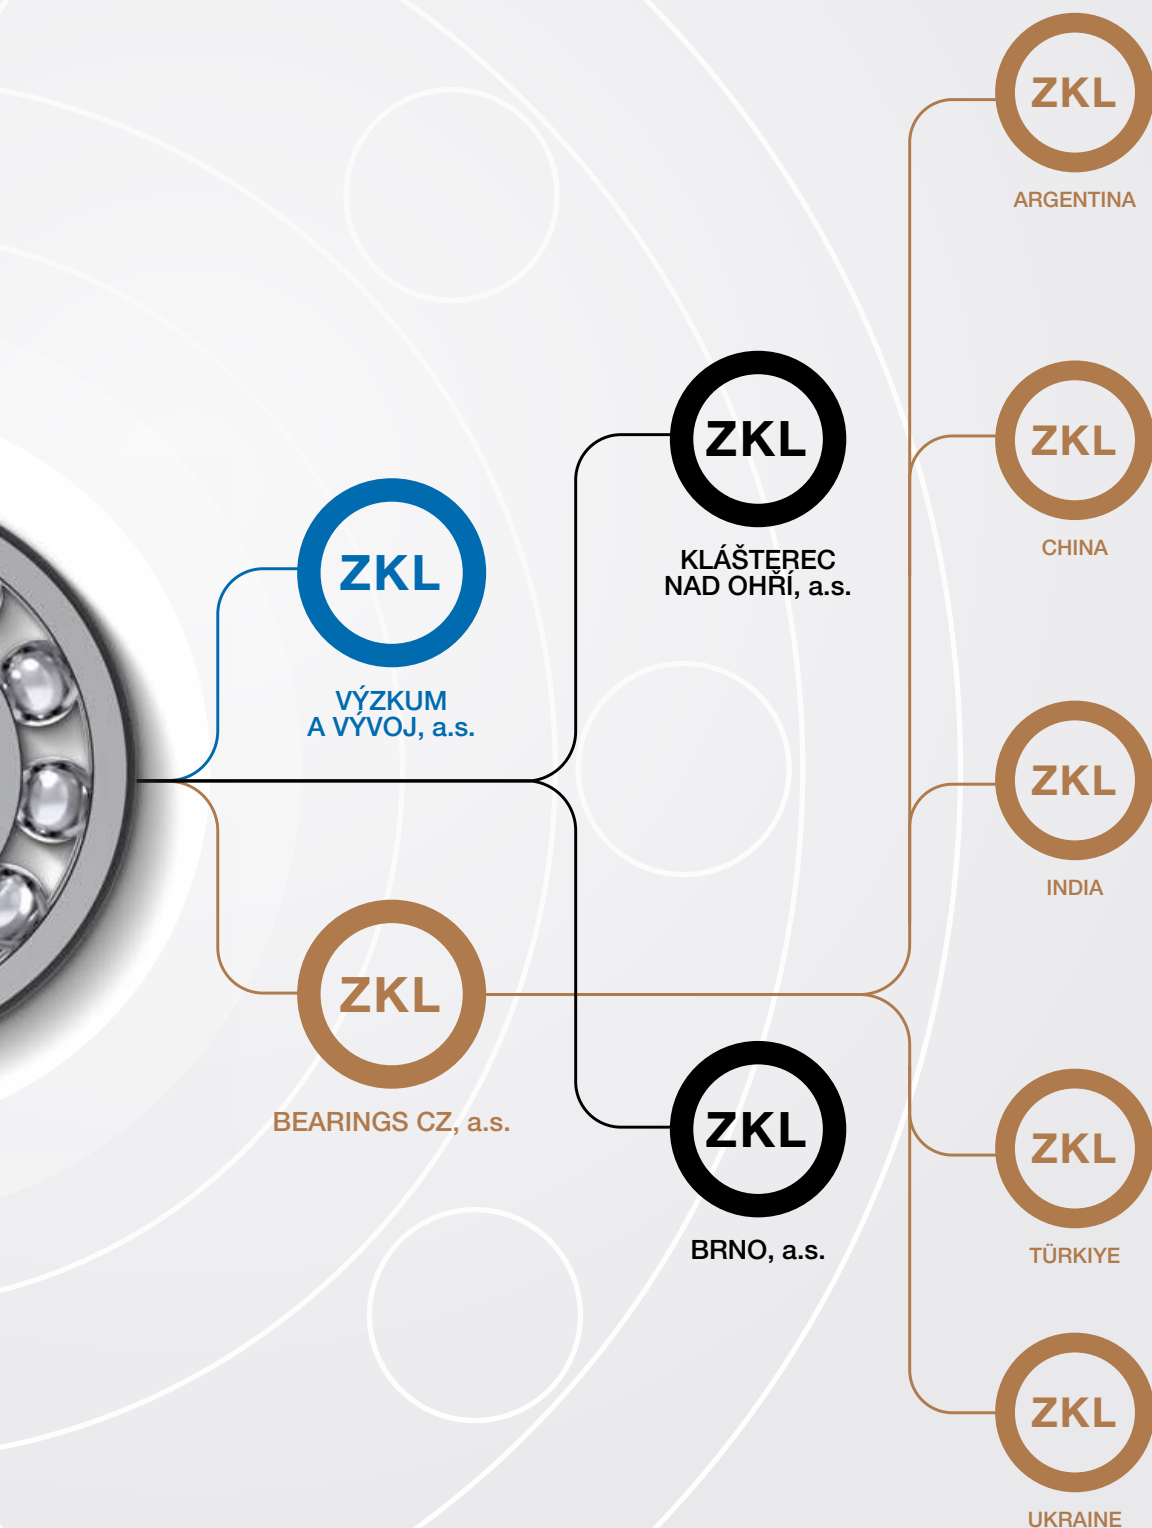 ZKL
ARGENTINA
ZKL
CHINA
ZKL
KLÁŠTEREC
NAD OHŘÍ, a.s.
ZKL
VÝZKUM
A VÝVOJ, a.s.
ZKL
INDIA
ZKL
BEARINGS CZ, a.s.
ZKL
BRNO, a.s.
ZKL
TÜRKIYE
ZKL
UKRAINE